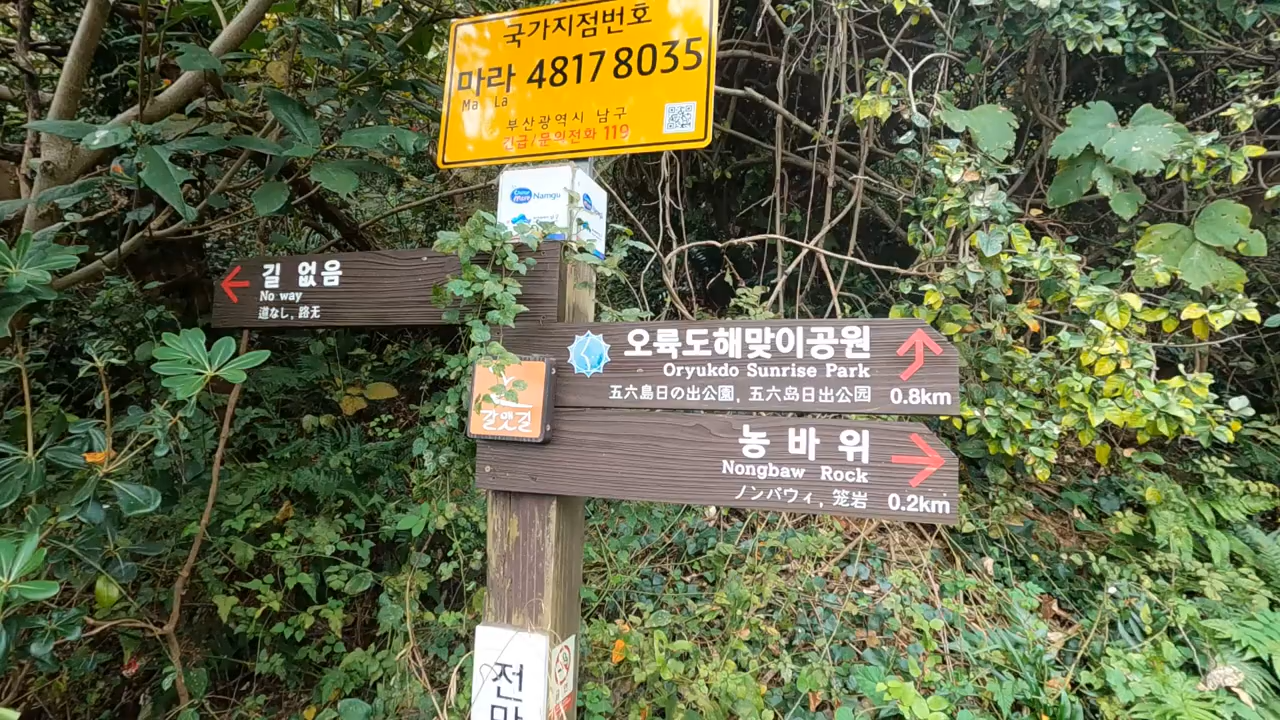 국가지점번호
마라 4817 8035
Ma La
부산광역시 남구
긴급/문의전화 119
Namgu
길 없음
No way
道なし, 路无
오륙도해맞이공원
Oryukdo Sunrise Park
五六島日の出公園, 五六岛日出公园 0.8km
갈맷길
농바위
Nongbaw Rock
ノンバウィ, 笼岩 0.2km
전